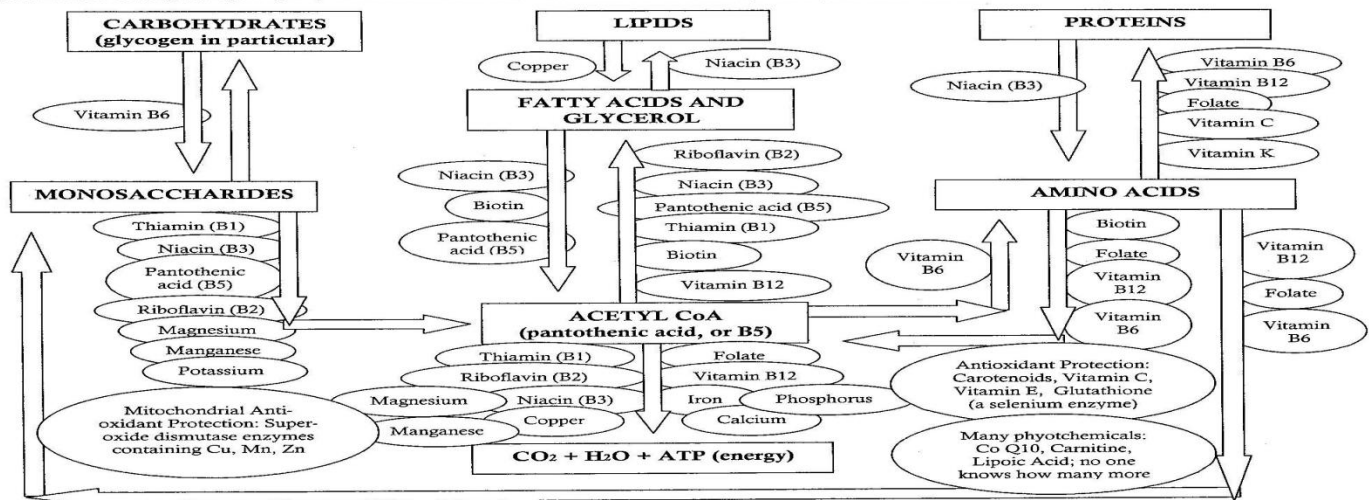 CARBOHYDRATES
(glycogen in particular)
LIPIDS
PROTEINS
Copper
Niacin (B3)
Vitamin B6
Vitamin B12
Folate
Vitamin C
Vitamin K
Niacin (B3)
Vitamin B6
FATTY ACIDS AND
GLYCEROL
MONOSACCHARIDES
AMINO ACIDS
Niacin (B3)
Biotin
Pantothenic
acid (B5)
Riboflavin (B2)
Niacin (B3)
Pantothenic acid (B5)
Thiamin (B1)
Biotin
Vitamin B12
Thiamin (B1)
Niacin (B3)
Pantothenic
acid (B5)
Riboflavin (B2)
Magnesium
Manganese
Potassium
Vitamin
B6
Biotin
Folate
Vitamin
B12
Vitamin
B6
Vitamin
B12
Folate
Vitamin
B6
ACETYL CoA
(pantothenic acid, or B5)
Thiamin (B1)
Riboflavin (B2)
Magnesium
Niacin (B3)
Copper
Manganese
Folate
Vitamin B12
Iron
Phosphorus
Calcium
Mitochondrial Anti-
oxidant Protection: Super-
oxide dismutase enzymes
containing Cu, Mn, Zn
Antioxidant Protection:
Carotenoids, Vitamin C,
Vitamin E, Glutathione
(a selenium enzyme)
Many phyotchemicals:
Co Q10, Carnitine,
Lipoic Acid; no one
knows how many more
CO2 + H2O + ATP (energy)